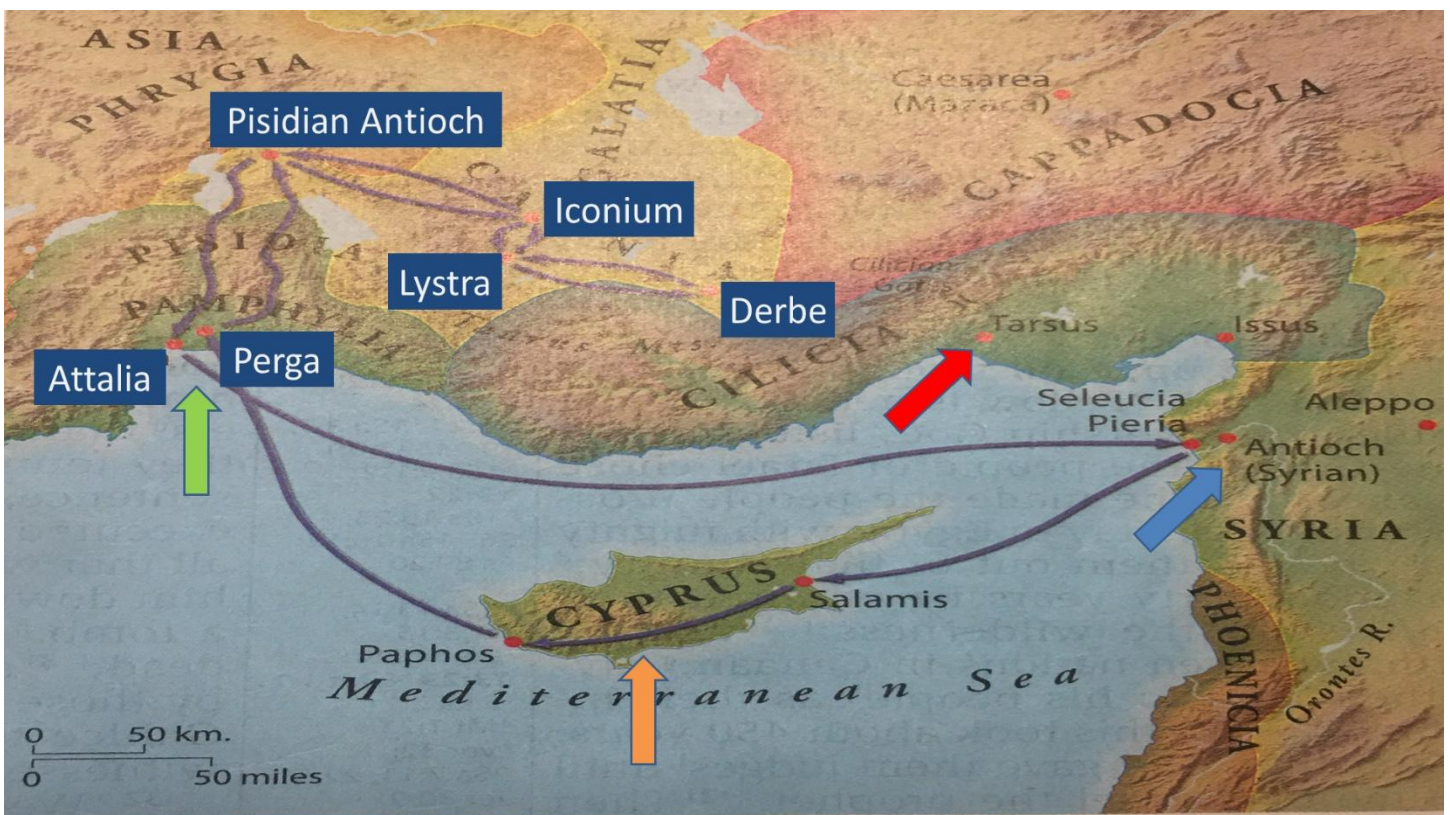 ASIA
PHRYGIA
Pisidian Antioch
GALATIA
Caesarea
(Mazaca)
CAPPADOCIA
Iconium
PISIDIA
Lystra
Cilician
Gates
Derbe
PAMPHYLIA
Attalia
Perga
CILICIA
Tarsus
Issus
Seleucia
Pieria
Aleppo
Antioch
(Syrian)
SYRIA
CYPRUS
Salamis
Paphos
Mediterranean Sea
PHOENICIA
Orontes R.
0 50 km.
0 50 miles